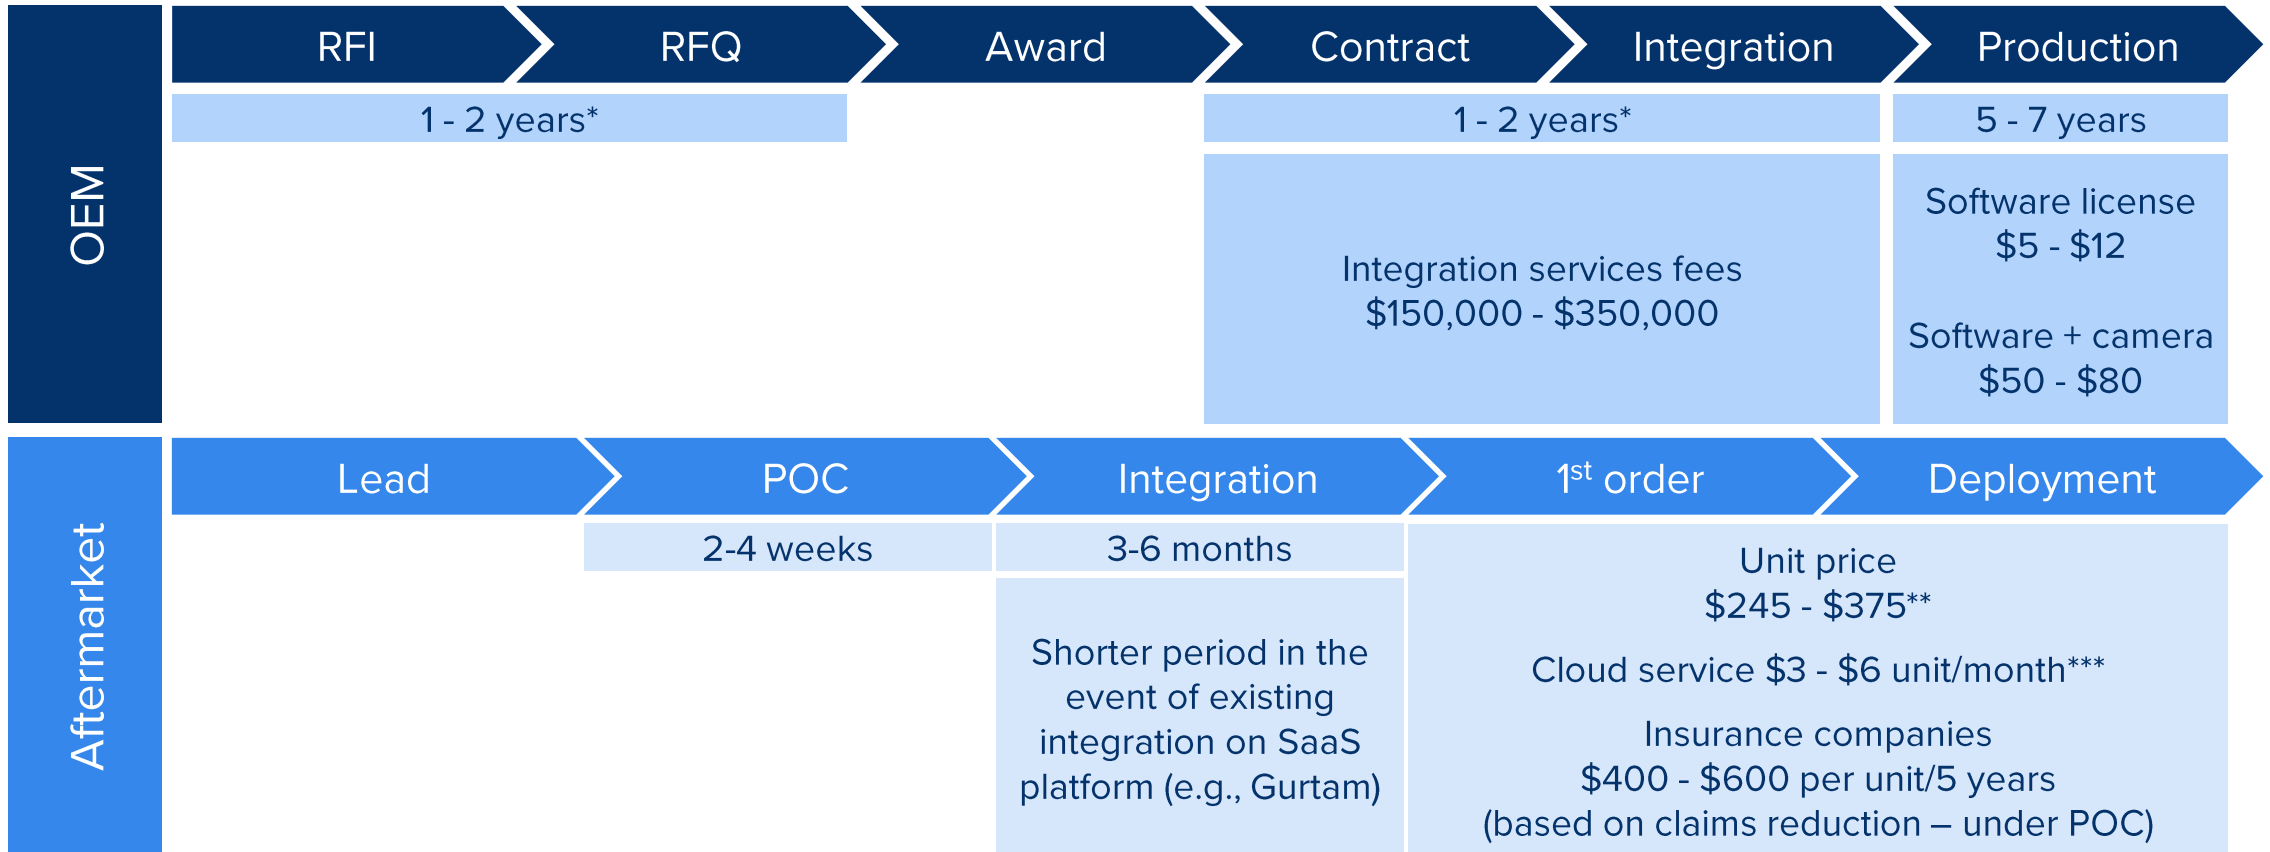 OEM
RFI
RFQ
Award
Contract
Integration
Production
1 - 2 years*
1 - 2 years*
5 - 7 years
Integration services fees
$150,000 - $350,000
Software license
$5 - $12
Software + camera
$50 - $80
Aftermarket
Lead
POC
Integration
1st order
Deployment
2-4 weeks
3-6 months
Shorter period in the
event of existing
integration on SaaS
platform (e.g., Gurtam)
Unit price
$245 - $375**
Cloud service $3 - $6 unit/month***
Insurance companies
$400 - $600 per unit/5 years
(based on claims reduction – under POC)